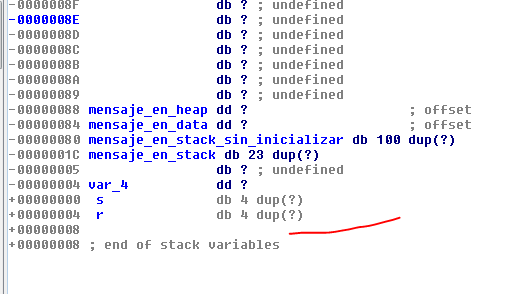 -0000008F db ? ; undefined
-0000008E db ? ; undefined
-0000008D db ? ; undefined
-0000008C db ? ; undefined
-0000008B db ? ; undefined
-0000008A db ? ; undefined
-00000089 db ? ; undefined
-00000088 mensaje_en_heap dd ? ; offset
-00000084 mensaje_en_data dd ? ; offset
-00000080 mensaje_en_stack_sin_inicializar db 100 dup(?)
-0000001C mensaje_en_stack db 23 dup(?)
-00000005 db ? ; undefined
-00000004 var_4 dd ?
+00000000 s db 4 dup(?)
+00000004 r db 4 dup(?)
+00000008
+00000008 ; end of stack variables